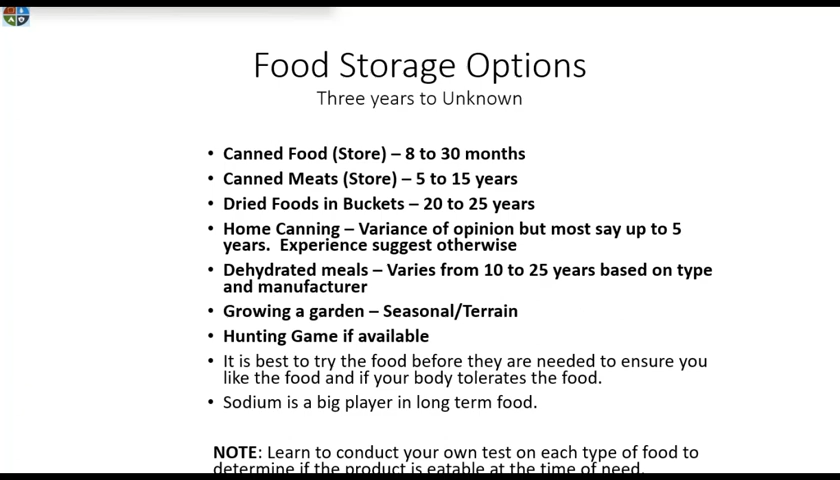 Food Storage Options
Three years to Unknown
• Canned Food (Store) – 8 to 30 months
• Canned Meats (Store) – 5 to 15 years
• Dried Foods in Buckets – 20 to 25 years
• Home Canning – Variance of opinion but most say up to 5
years.  Experience suggest otherwise
• Dehydrated meals – Varies from 10 to 25 years based on type
and manufacturer
• Growing a garden – Seasonal/Terrain
• Hunting Game if available
• It is best to try the food before they are needed to ensure you
like the food and if your body tolerates the food.
• Sodium is a big player in long term food.
NOTE: Learn to conduct your own test on each type of food to
determine if the product is eatable at the time of need.